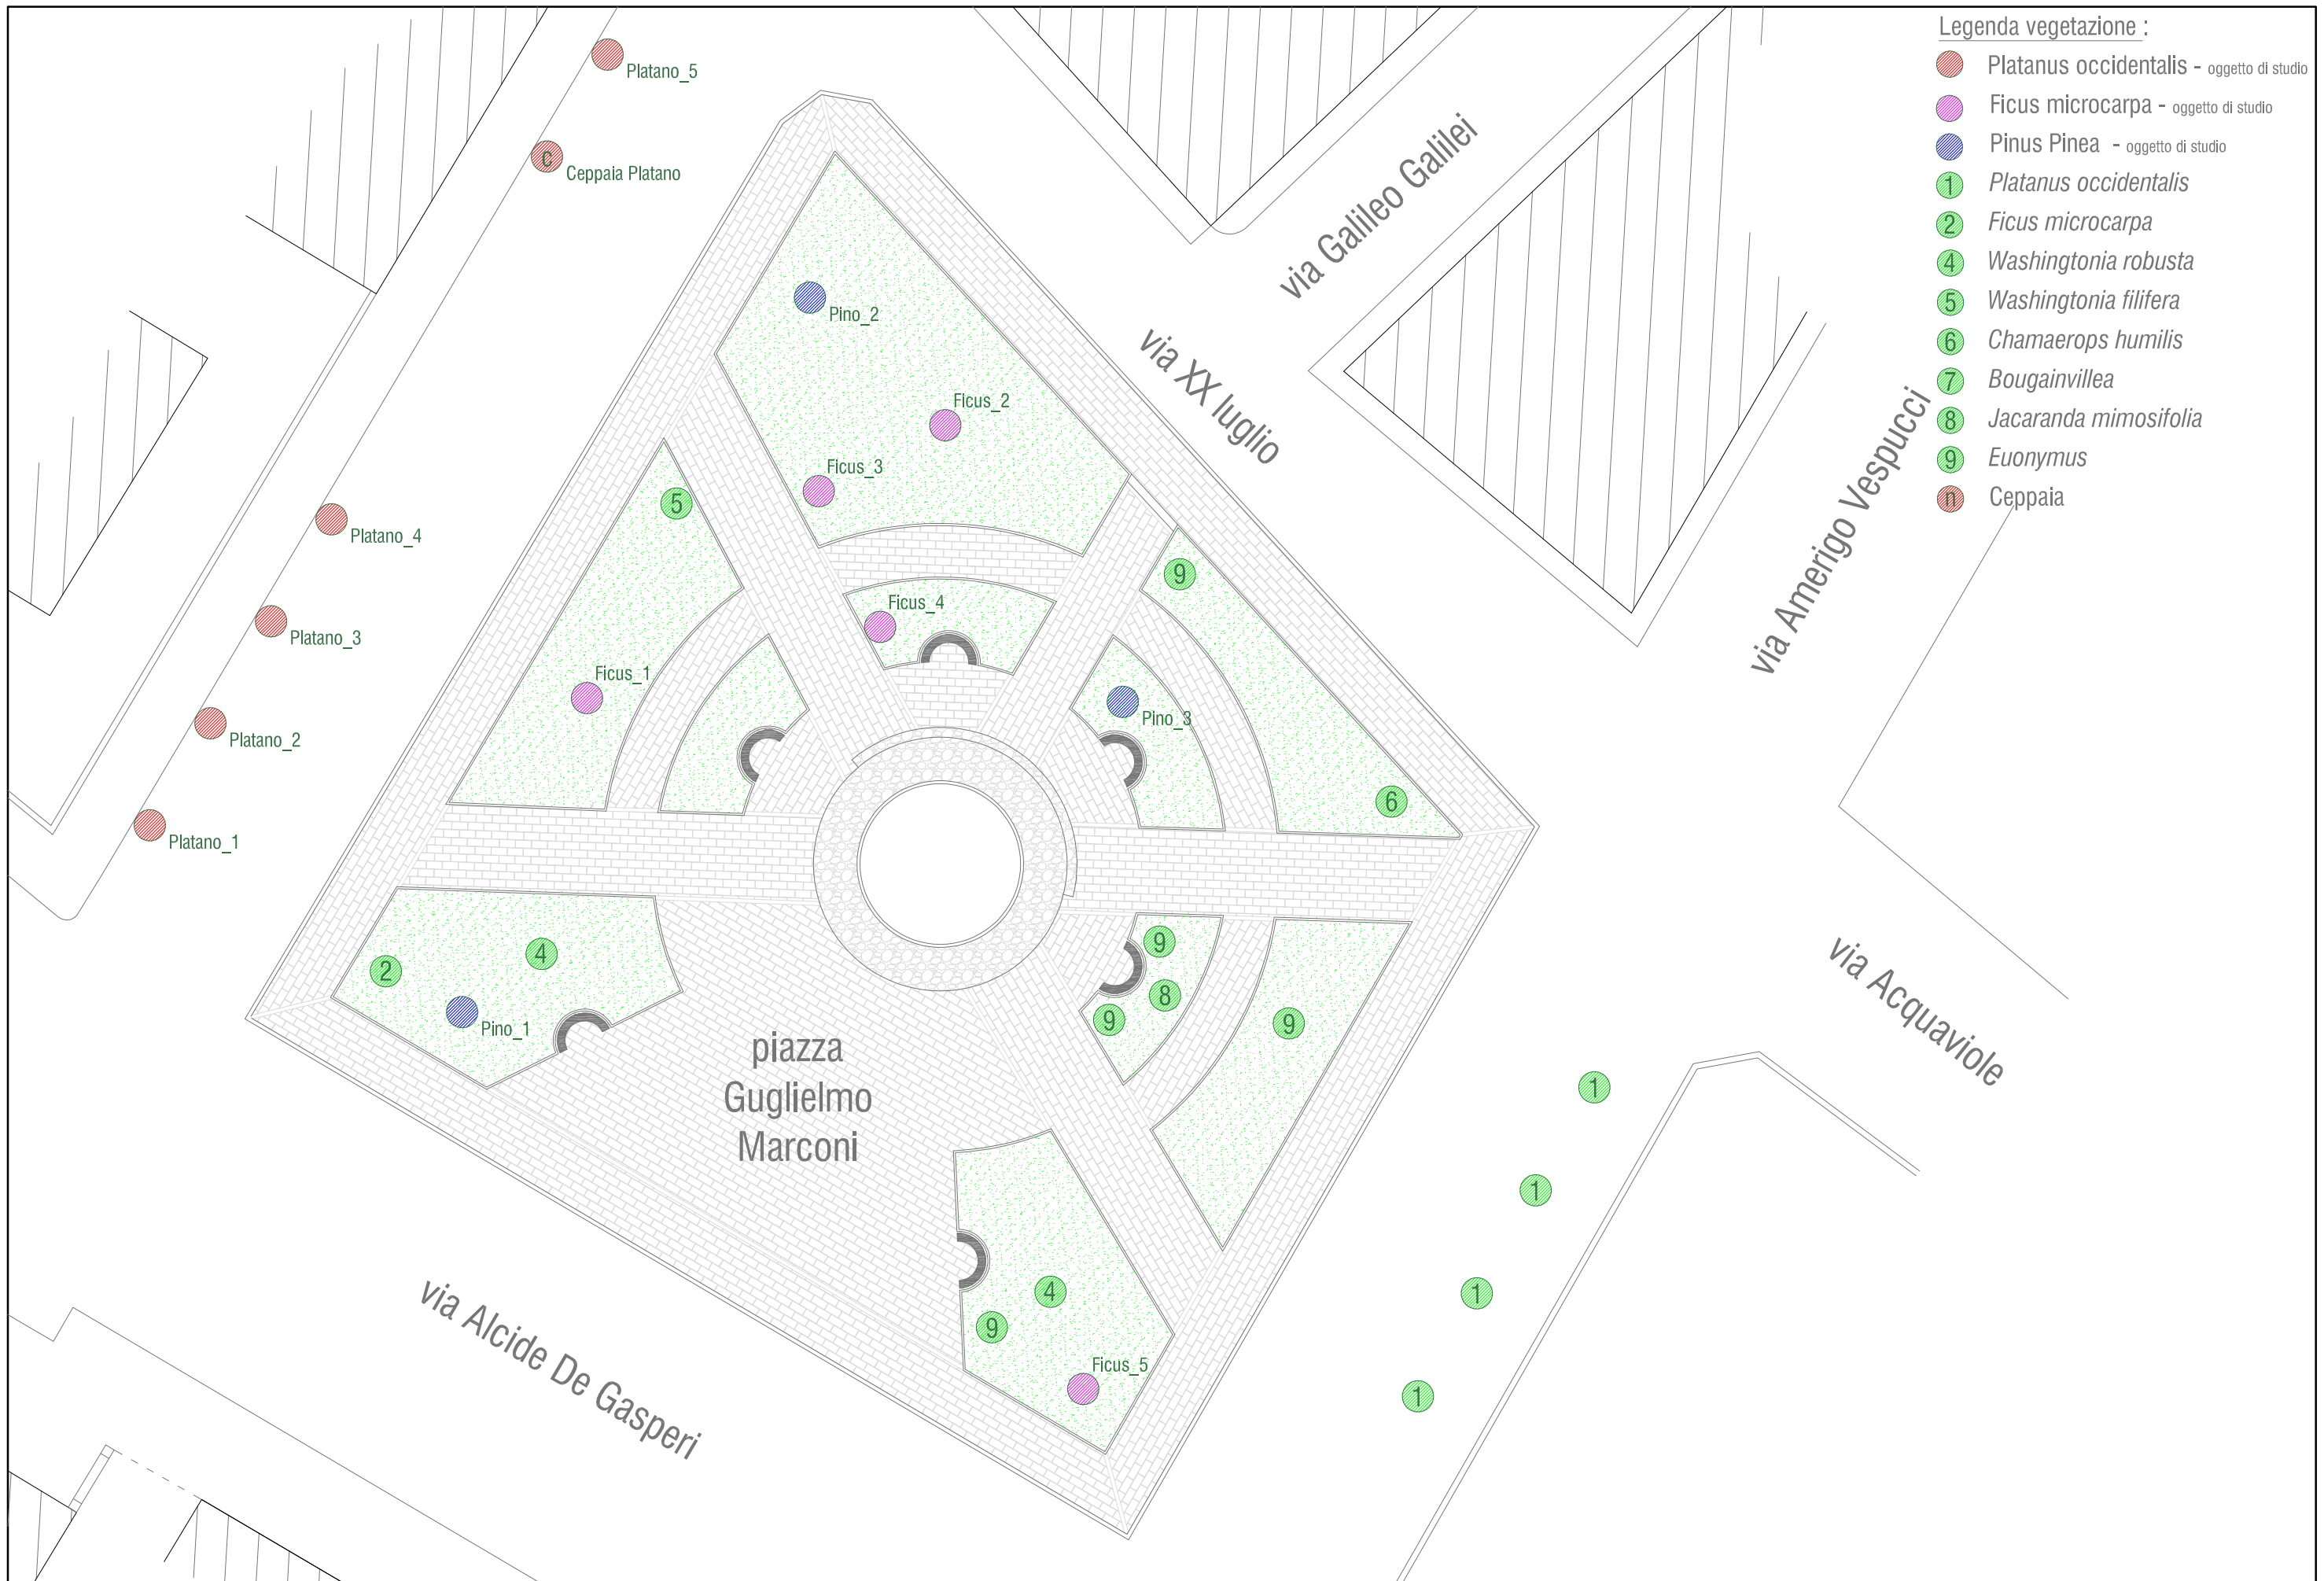 Legenda vegetazione :
Platanus occidentalis - oggetto di studio
Ficus microcarpa - oggetto di studio
Pinus Pinea - oggetto di studio
1 Platanus occidentalis
2 Ficus microcarpa
4 Washingtonia robusta
5 Washingtonia filifera
6 Chamaerops humilis
7 Bougainvillea
8 Jacaranda mimosifolia
9 Euonymus
n Ceppaia
Platano_5
c
Ceppaia Platano
via Galileo Galilei
Pino_2
via XX luglio
Ficus_2
Ficus_3
5
via Amerigo Vespucci
Platano_4
9
Ficus_4
Platano_3
Ficus_1
Pino_3
Platano_2
6
Platano_1
2
4
9
8
9
9
Pino_1
via Acquaviole
piazza
Guglielmo
Marconi
1
1
1
1
4
9
Ficus_5
via Alcide De Gasperi